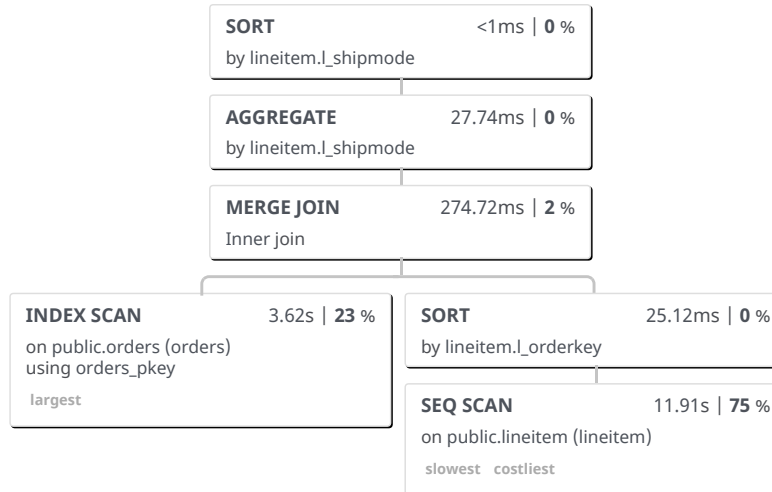 SORT <1ms | 0 %
by lineitem.l_shipmode
AGGREGATE 27.74ms | 0 %
by lineitem.l_shipmode
MERGE JOIN 274.72ms | 2 %
Inner join
INDEX SCAN 3.62s | 23 %
on public.orders (orders)
using orders_pkey
largest
SORT 25.12ms | 0 %
by lineitem.l_orderkey
SEQ SCAN 11.91s | 75 %
on public.lineitem (lineitem)
slowest costliest